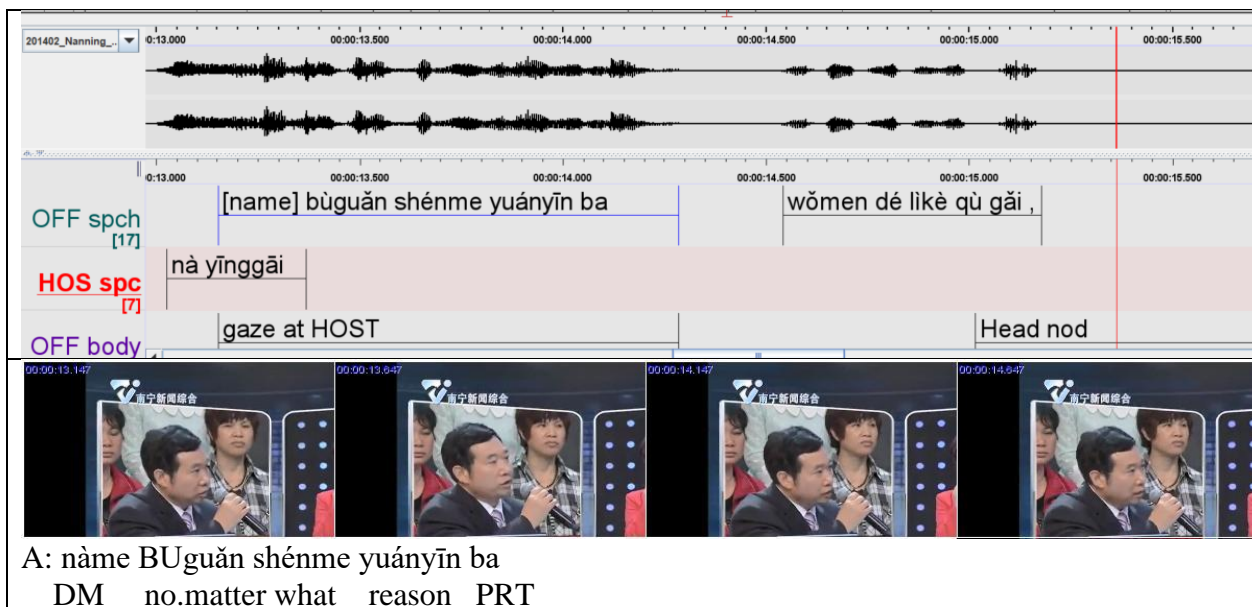 201402_Nanning_..
0:13.000 00:00:13.500 00:00:14.000 00:00:14.500 00:00:15.000 00:00:15.500
0:13.000 00:00:13.500 00:00:14.000 00:00:14.500 00:00:15.000 00:00:15.500
OFF spch [name] bùguǎn shénme yuányīn ba wǒmen dé lìkè qù gǎi ,
[17]
HOS spc nà yīnggāi
[7]
OFF body gaze at HOST Head nod
00:00:13.147 00:00:13.647 00:00:14.147 00:00:14.647
南宁新闻综合 南宁新闻综合 南宁新闻综合 南宁新闻综合
A: nàme BUguǎn shénme yuányīn ba
DM no.matter what reason PRT